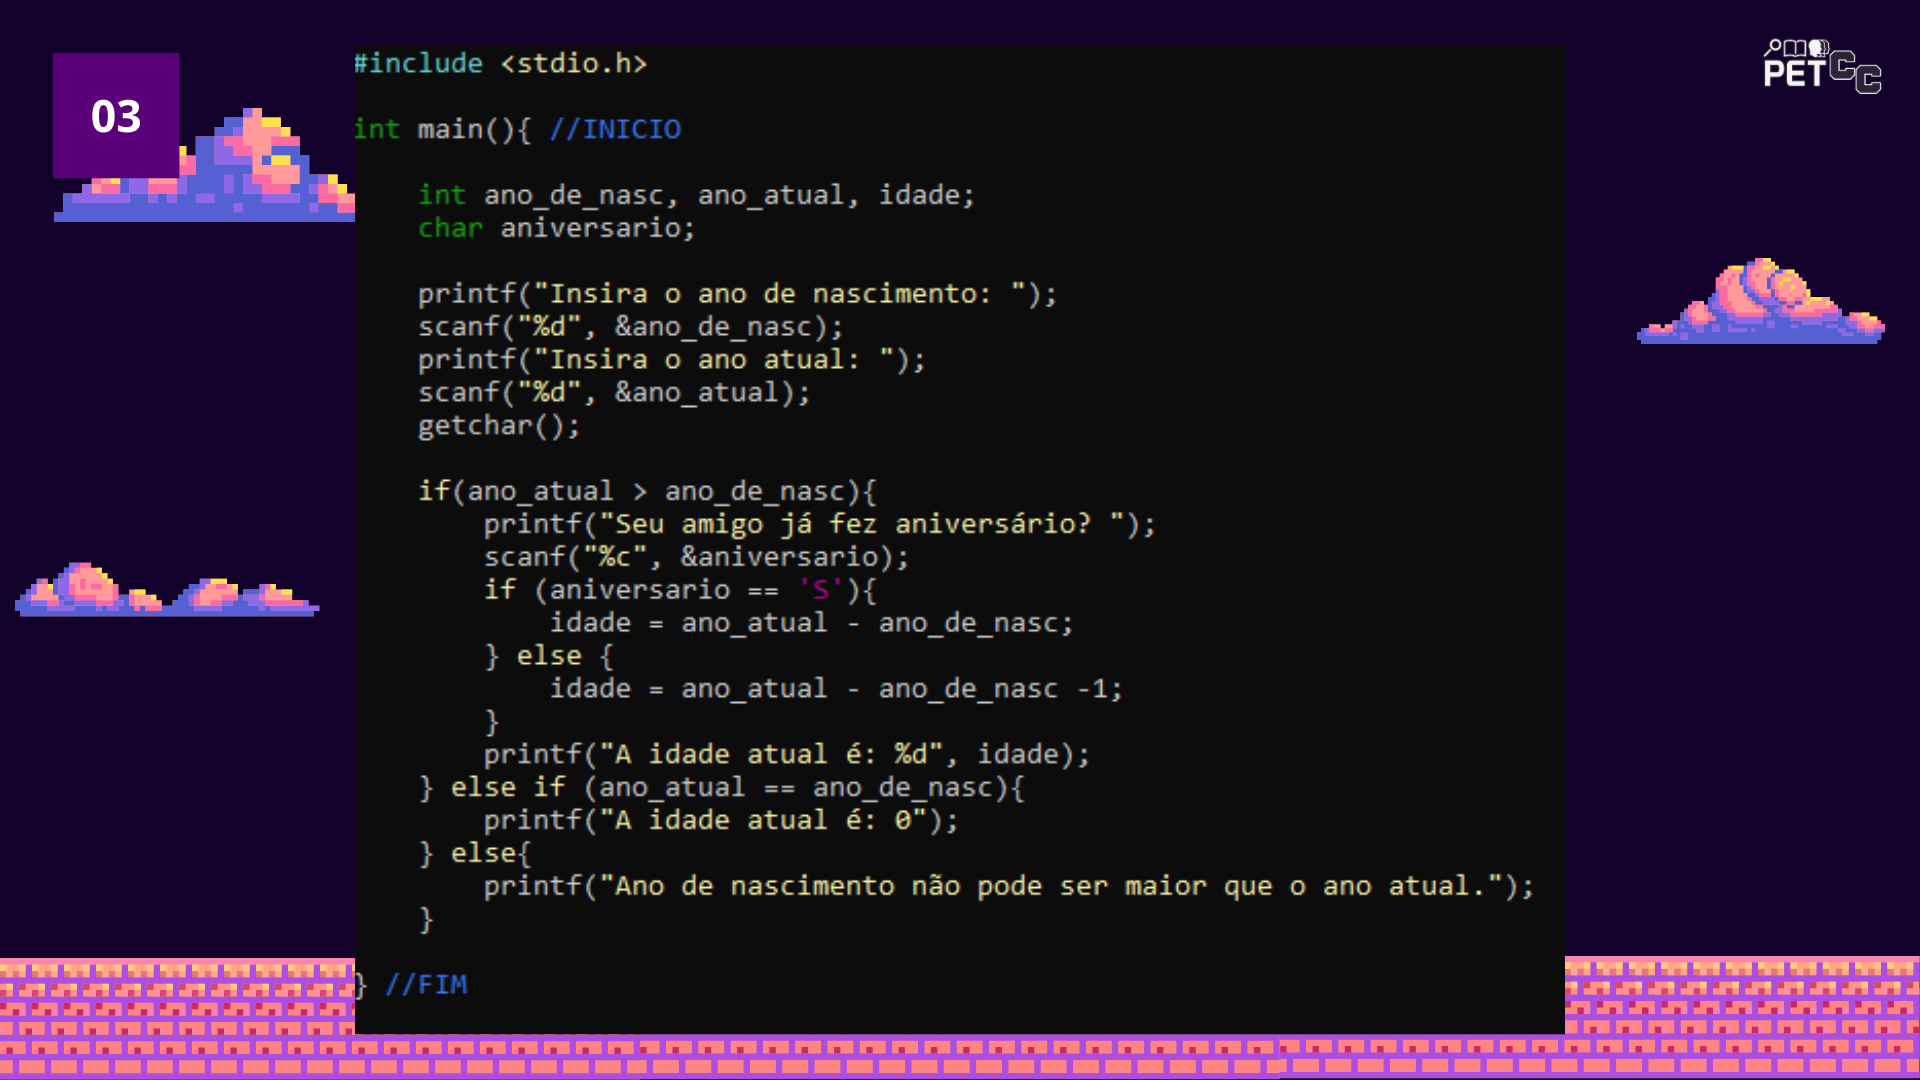 03
PET CC
#include <stdio.h>
int main(){ //INICIO
int ano_de_nasc, ano_atual, idade;
char aniversario;
printf("Insira o ano de nascimento: ");
scanf("%d", &ano_de_nasc);
printf("Insira o ano atual: ");
scanf("%d", &ano_atual);
getchar();
if(ano_atual > ano_de_nasc){
printf("Seu amigo já fez aniversário? ");
scanf("%c", &aniversario);
if (aniversario == 'S'){
idade = ano_atual - ano_de_nasc;
} else {
idade = ano_atual - ano_de_nasc -1;
}
printf("A idade atual é: %d", idade);
} else if (ano_atual == ano_de_nasc){
printf("A idade atual é: 0");
} else{
printf("Ano de nascimento não pode ser maior que o ano atual.");
}
} //FIM